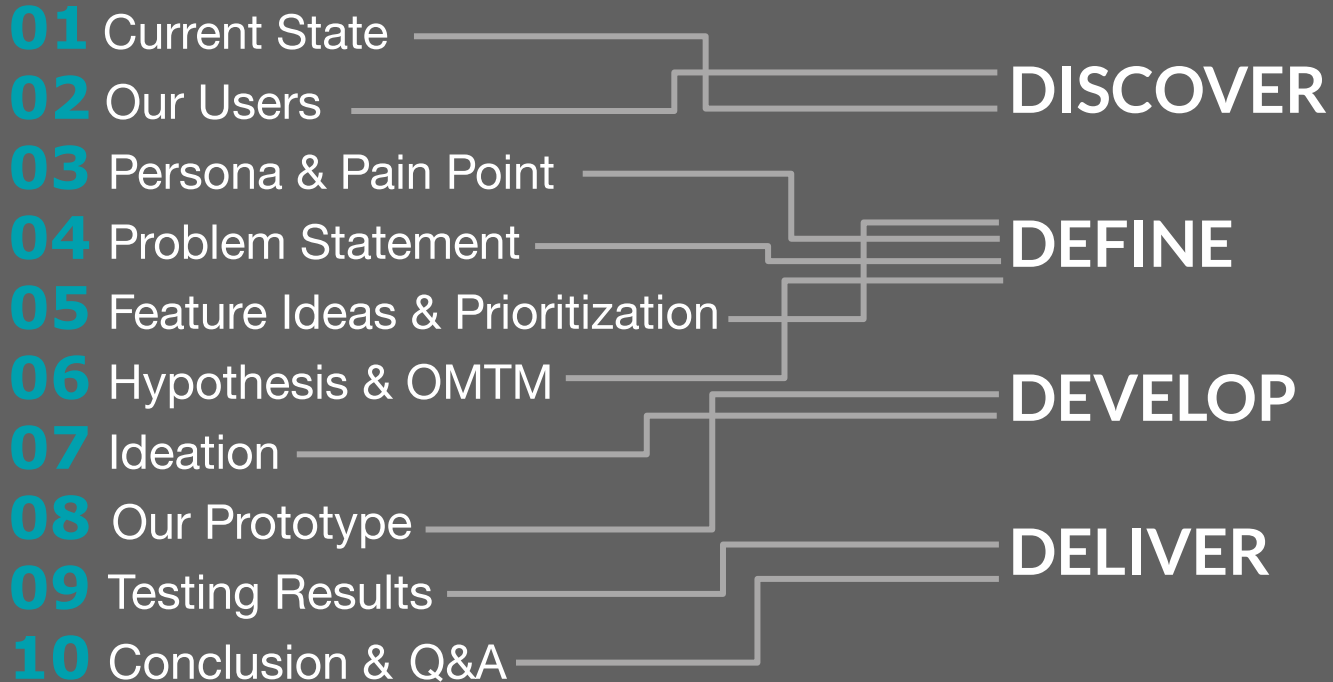 01 Current State
02 Our Users
03 Persona & Pain Point
04 Problem Statement
05 Feature Ideas & Prioritization
06 Hypothesis & OMTM
07 Ideation
08 Our Prototype
09 Testing Results
10 Conclusion & Q&A
DISCOVER
DEFINE
DEVELOP
DELIVER